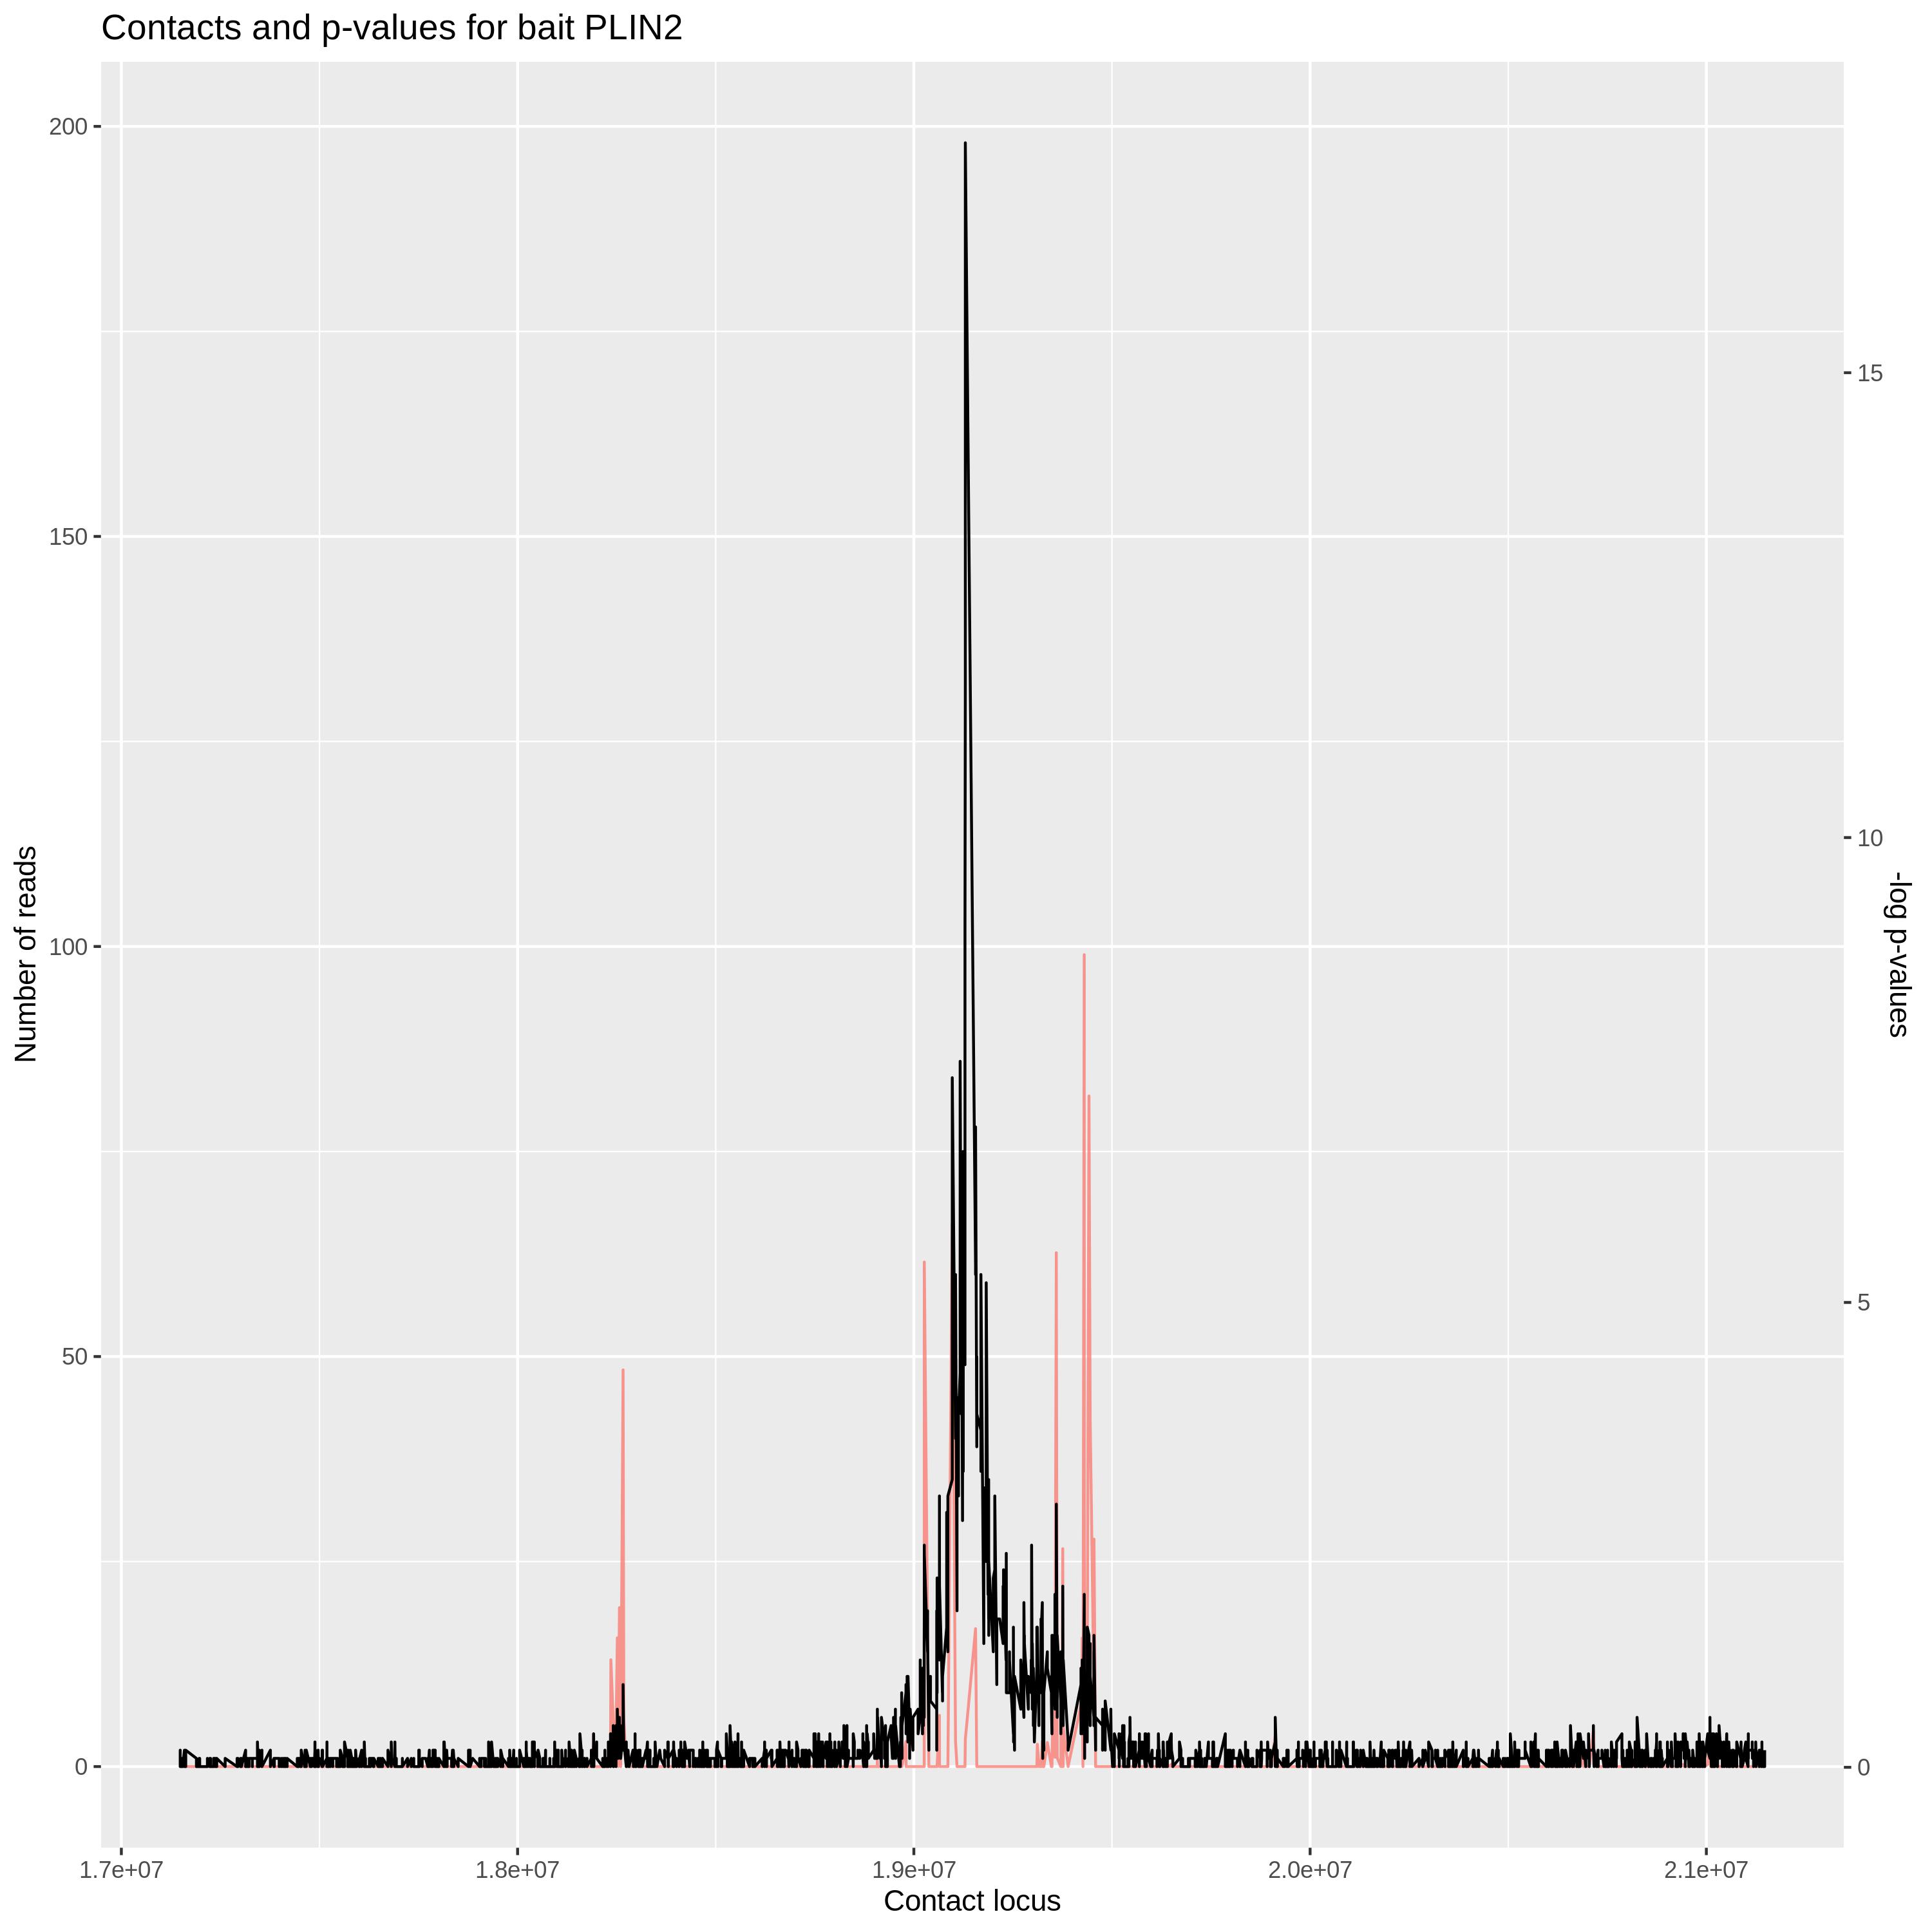 Contacts and p-values for bait PLIN2
200
150
100
50
0
Number of reads
15
10
5
0
-log p-values
1.7e+07 1.8e+07 1.9e+07 2.0e+07 2.1e+07
Contact locus